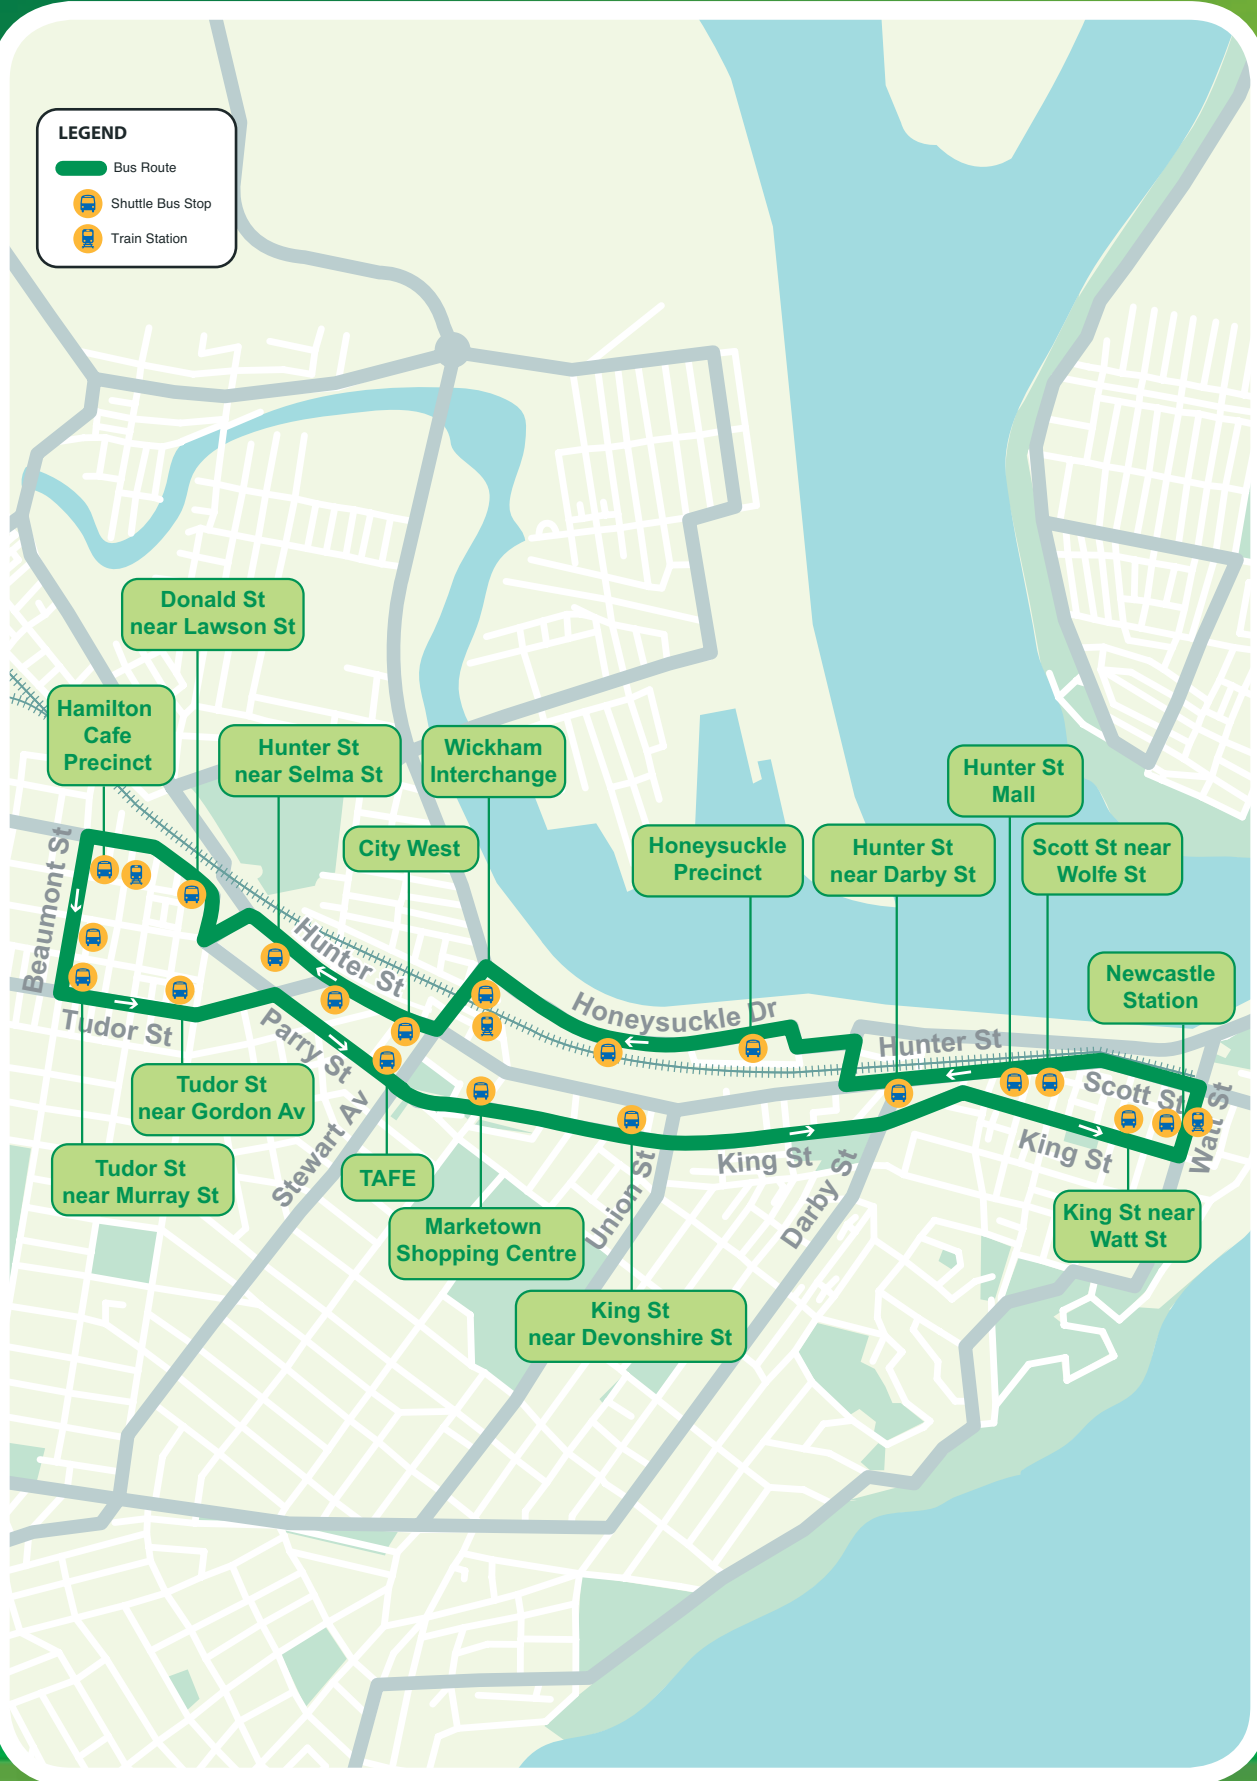 LEGEND
Bus Route
Shuttle Bus Stop
Train Station
Donald St
near Lawson St
Hamilton
Cafe
Precinct
Hunter St
near Selma St
Wickham
Interchange
Hunter St
Mall
City West
Honeysuckle
Precinct
Hunter St
near Darby St
Scott St near
Wolfe St
Newcastle
Station
Beaumont St
Hunter St
Honeysuckle Dr
Hunter St
Tudor St
Parry St
Scott St
Watt St
Tudor St
near Gordon Av
Stewart Av
King St
King St
Tudor St
near Murray St
TAFE
Union St
Darby St
Marketown
Shopping Centre
King St near
Watt St
King St
near Devonshire St